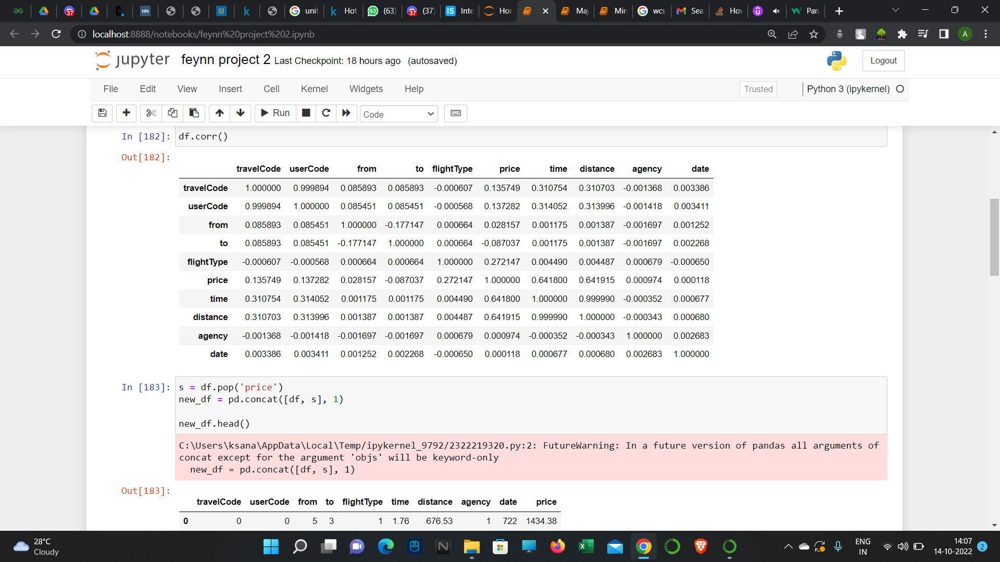 tds
unit
Hot
63 (63)
37 (37)
IS Inte
Hor
Maj
Min
wcs
Sea
Hov
Pan
localhost:8888/notebooks/feynn%20project%202.ipynb
A
jupyter feynn project 2 Last Checkpoint: 18 hours ago (autosaved)
Logout
File Edit View Insert Cell Kernel Widgets Help
Trusted
Python 3 (ipykernel)
Run
Code
In [182]: df.corr()
Out[182]:
travelCode userCode from to flightType price time distance agency date
travelCode 1.000000 0.999894 0.085893 0.085893 -0.000607 0.135749 0.310754 0.310703 -0.001368 0.003386
userCode 0.999894 1.000000 0.085451 0.085451 -0.000568 0.137282 0.314052 0.313996 -0.001418 0.003411
from 0.085893 0.085451 1.000000 -0.177147 0.000664 0.028157 0.001175 0.001387 -0.001697 0.001252
to 0.085893 0.085451 -0.177147 1.000000 0.000664 -0.087037 0.001175 0.001387 -0.001697 0.002268
flightType -0.000607 -0.000568 0.000664 0.000664 1.000000 0.272147 0.004490 0.004487 0.000679 -0.000650
price 0.135749 0.137282 0.028157 -0.087037 0.272147 1.000000 0.641800 0.641915 0.000974 0.000118
time 0.310754 0.314052 0.001175 0.001175 0.004490 0.641800 1.000000 0.999990 -0.000352 0.000677
distance 0.310703 0.313996 0.001387 0.001387 0.004487 0.641915 0.999990 1.000000 -0.000343 0.000680
agency -0.001368 -0.001418 -0.001697 -0.001697 0.000679 0.000974 -0.000352 -0.000343 1.000000 0.002683
date 0.003386 0.003411 0.001252 0.002268 -0.000650 0.000118 0.000677 0.000680 0.002683 1.000000
In [183]: s = df.pop('price')
new_df = pd.concat([df, s], 1)
new_df.head()
C:\Users\ksana\AppData\Local\Temp/ipykernel_9792/2322219320.py:2: FutureWarning: In a future version of pandas all arguments of
concat except for the argument 'objs' will be keyword-only
new_df = pd.concat([df, s], 1)
Out[183]:
travelCode userCode from to flightType time distance agency date price
0 0 0 5 3 1 1.76 676.53 1 722 1434.38
28°C
Cloudy
ENG
IN
14:07
14-10-2022
2